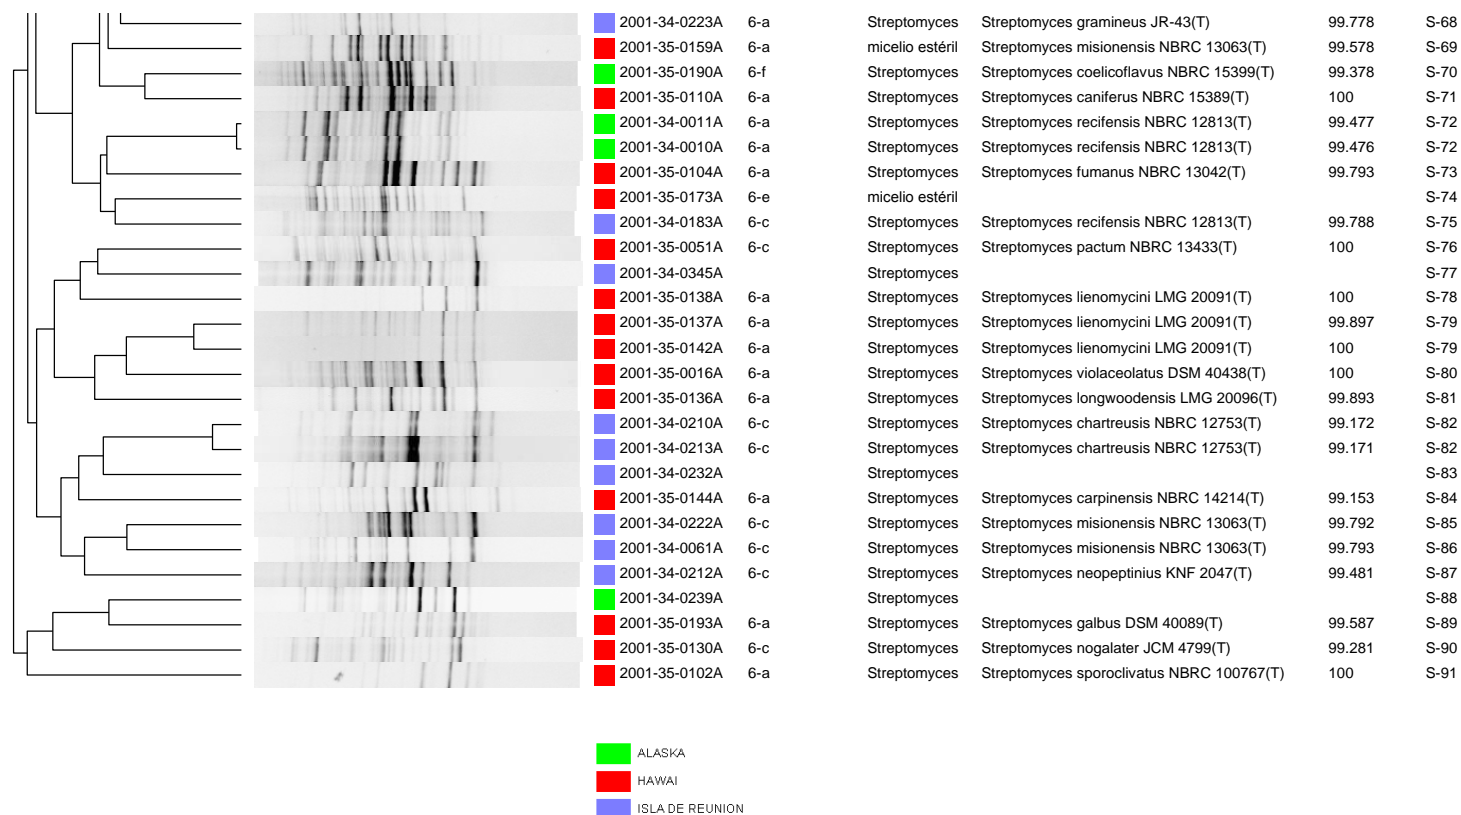 2001-34-0223A 6-a Streptomyces Streptomyces gramineus JR-43(T) 99.778 S-68
2001-35-0159A 6-a micelio estéril Streptomyces misionensis NBRC 13063(T) 99.578 S-69
2001-35-0190A 6-f Streptomyces Streptomyces coelicoflavus NBRC 15399(T) 99.378 S-70
2001-35-0110A 6-a Streptomyces Streptomyces caniferus NBRC 15389(T) 100 S-71
2001-34-0011A 6-a Streptomyces Streptomyces recifensis NBRC 12813(T) 99.477 S-72
2001-34-0010A 6-a Streptomyces Streptomyces recifensis NBRC 12813(T) 99.476 S-72
2001-35-0104A 6-a Streptomyces Streptomyces fumanus NBRC 13042(T) 99.793 S-73
2001-35-0173A 6-e micelio estéril S-74
2001-34-0183A 6-c Streptomyces Streptomyces recifensis NBRC 12813(T) 99.788 S-75
2001-35-0051A 6-c Streptomyces Streptomyces pactum NBRC 13433(T) 100 S-76
2001-34-0345A Streptomyces S-77
2001-35-0138A 6-a Streptomyces Streptomyces lienomycini LMG 20091(T) 100 S-78
2001-35-0137A 6-a Streptomyces Streptomyces lienomycini LMG 20091(T) 99.897 S-79
2001-35-0142A 6-a Streptomyces Streptomyces lienomycini LMG 20091(T) 100 S-79
2001-35-0016A 6-a Streptomyces Streptomyces violaceolatus DSM 40438(T) 100 S-80
2001-35-0136A 6-a Streptomyces Streptomyces longwoodensis LMG 20096(T) 99.893 S-81
2001-34-0210A 6-c Streptomyces Streptomyces chartreusis NBRC 12753(T) 99.172 S-82
2001-34-0213A 6-c Streptomyces Streptomyces chartreusis NBRC 12753(T) 99.171 S-82
2001-34-0232A Streptomyces S-83
2001-35-0144A 6-a Streptomyces Streptomyces carpinensis NBRC 14214(T) 99.153 S-84
2001-34-0222A 6-c Streptomyces Streptomyces misionensis NBRC 13063(T) 99.792 S-85
2001-34-0061A 6-c Streptomyces Streptomyces misionensis NBRC 13063(T) 99.793 S-86
2001-34-0212A 6-c Streptomyces Streptomyces neopeptinius KNF 2047(T) 99.481 S-87
2001-34-0239A Streptomyces S-88
2001-35-0193A 6-a Streptomyces Streptomyces galbus DSM 40089(T) 99.587 S-89
2001-35-0130A 6-c Streptomyces Streptomyces nogalater JCM 4799(T) 99.281 S-90
2001-35-0102A 6-a Streptomyces Streptomyces sporoclivatus NBRC 100767(T) 100 S-91
ALASKA
HAWAI
ISLA DE REUNION